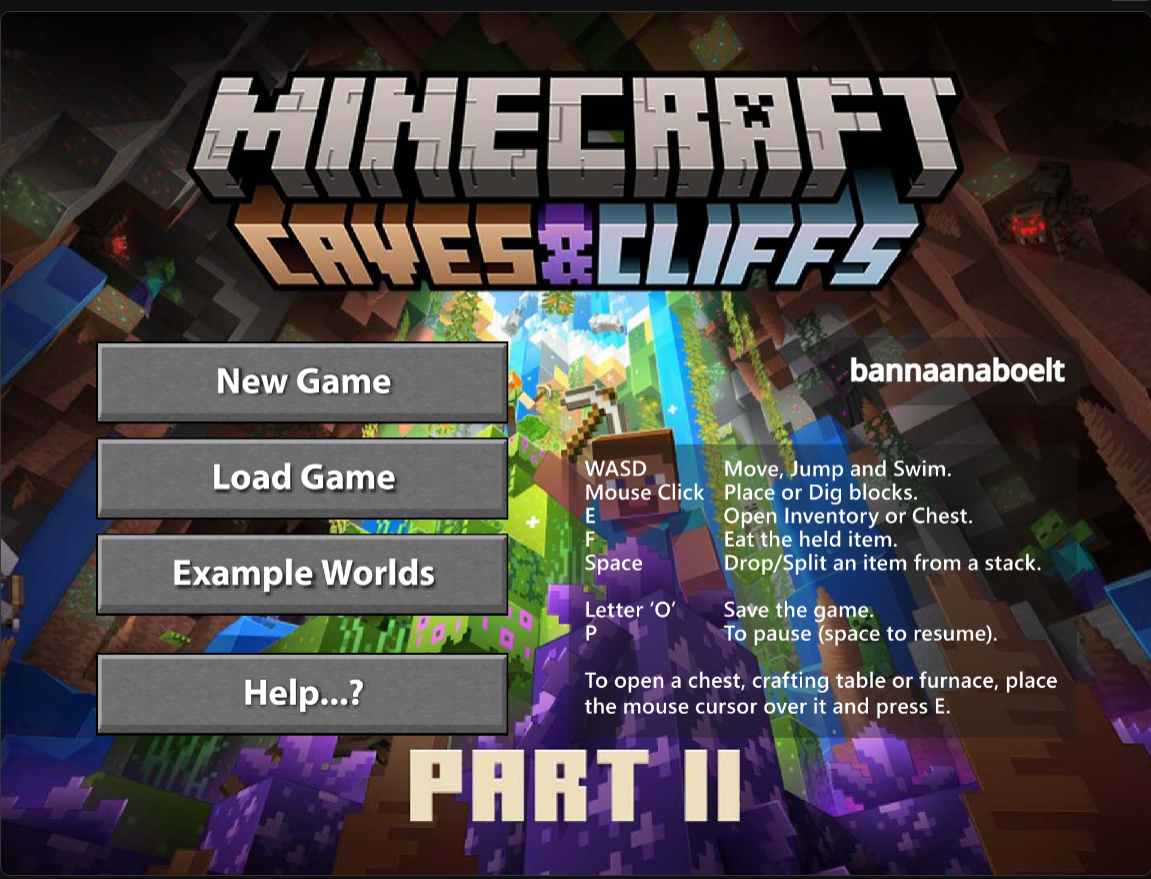 MINECRAFT
CAVES & CLIFFS
New Game
Load Game
Example Worlds
Help...?
bannaanaboelt
WASD Move, Jump and Swim.
Mouse Click Place or Dig blocks.
E Open Inventory or Chest.
F Eat the held item.
Space Drop/Split an item from a stack.
Letter ‘O’ Save the game.
P To pause (space to resume).
To open a chest, crafting table or furnace, place
the mouse cursor over it and press E.
PART II